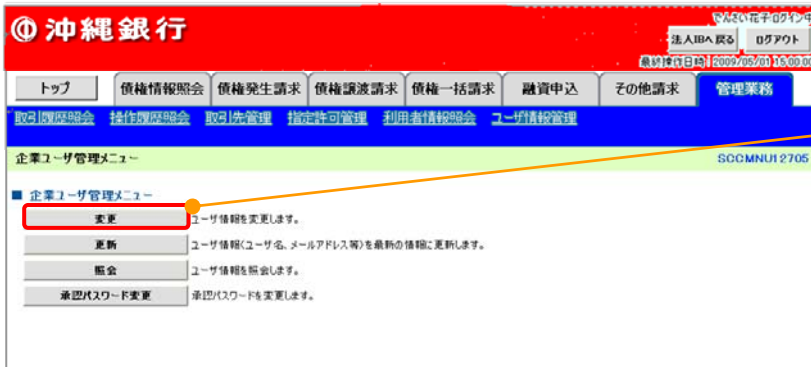 沖縄銀行
でんさい花子ログイン中
法人IBへ戻る ログアウト
最終操作日時 2009/05/01 15:00:00
トップ 債権情報照会 債権発生請求 債権譲渡請求 債権一括請求 融資申込 その他請求 管理業務
取引履歴照会 操作履歴照会 取引先管理 指定許可管理 利用者情報照会 ユーザ情報管理
企業ユーザ管理メニュー SCCMNU12705
■ 企業ユーザ管理メニュー
変更 ユーザ情報を変更します。
更新 ユーザ情報(ユーザ名、メールアドレス等)を最新の情報に更新します。
照会 ユーザ情報を照会します。
承認パスワード変更 承認パスワードを変更します。